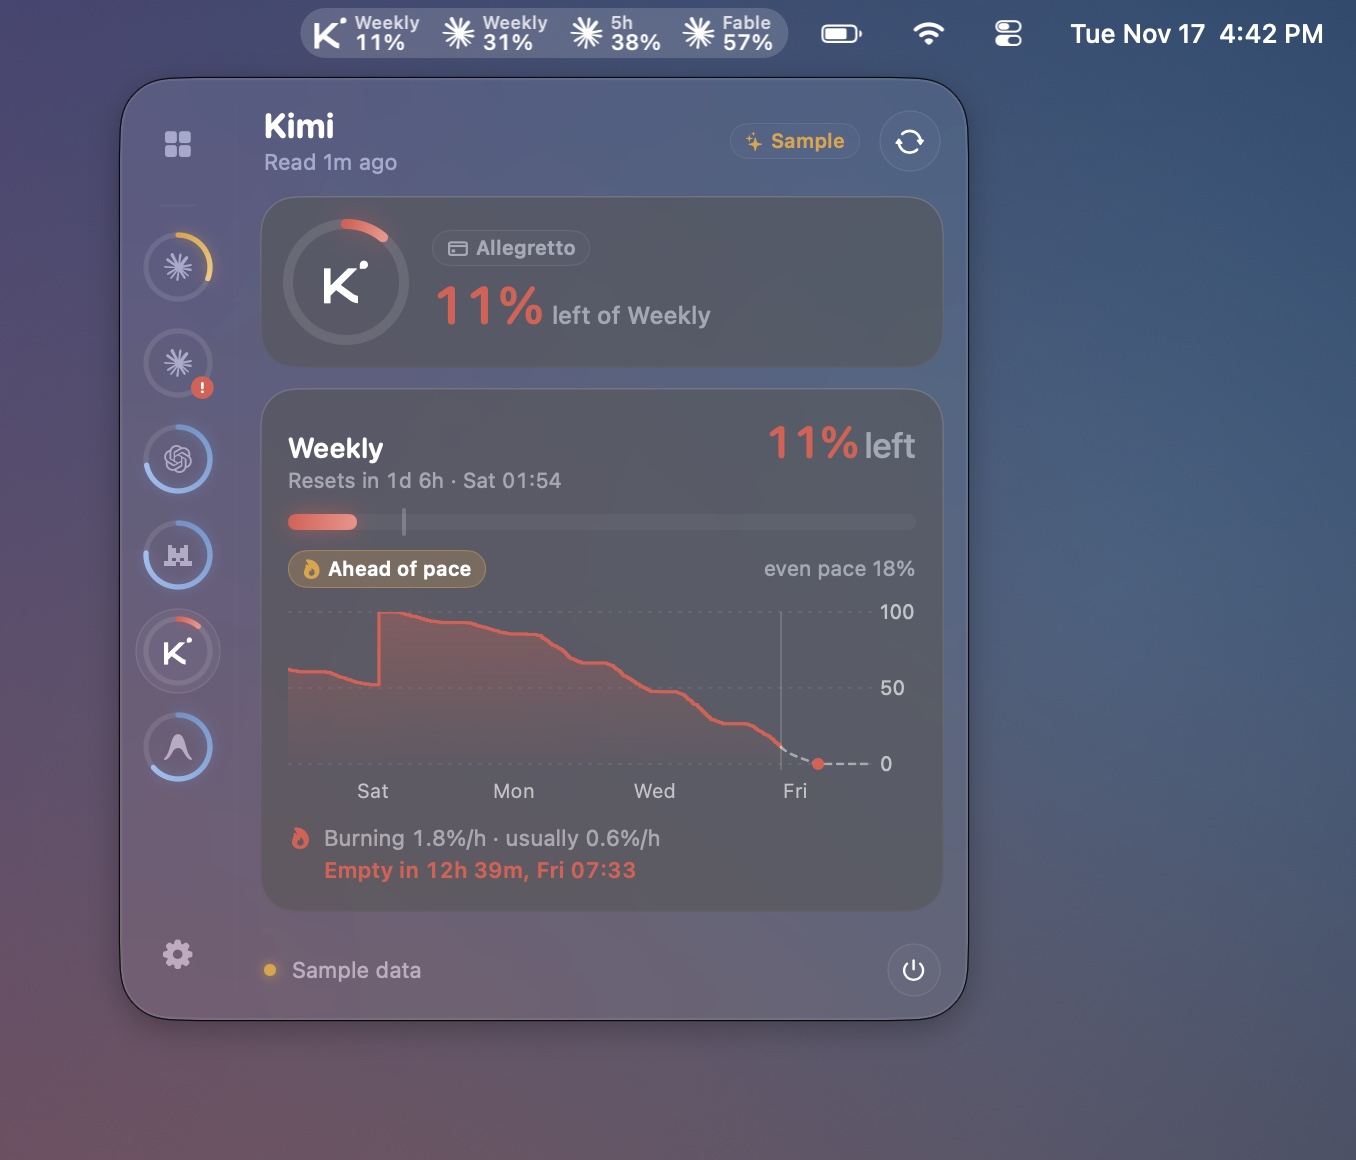 Weekly
11%
Weekly
31%
5h
38%
Fable
57%
Tue Nov 17 4:42 PM
Kimi
Read 1m ago
Sample
Allegretto
11% left of Weekly
Weekly
11% left
Resets in 1d 6h · Sat 01:54
Ahead of pace
even pace 18%
100
50
0
Sat Mon Wed Fri
Burning 1.8%/h · usually 0.6%/h
Empty in 12h 39m, Fri 07:33
Sample data